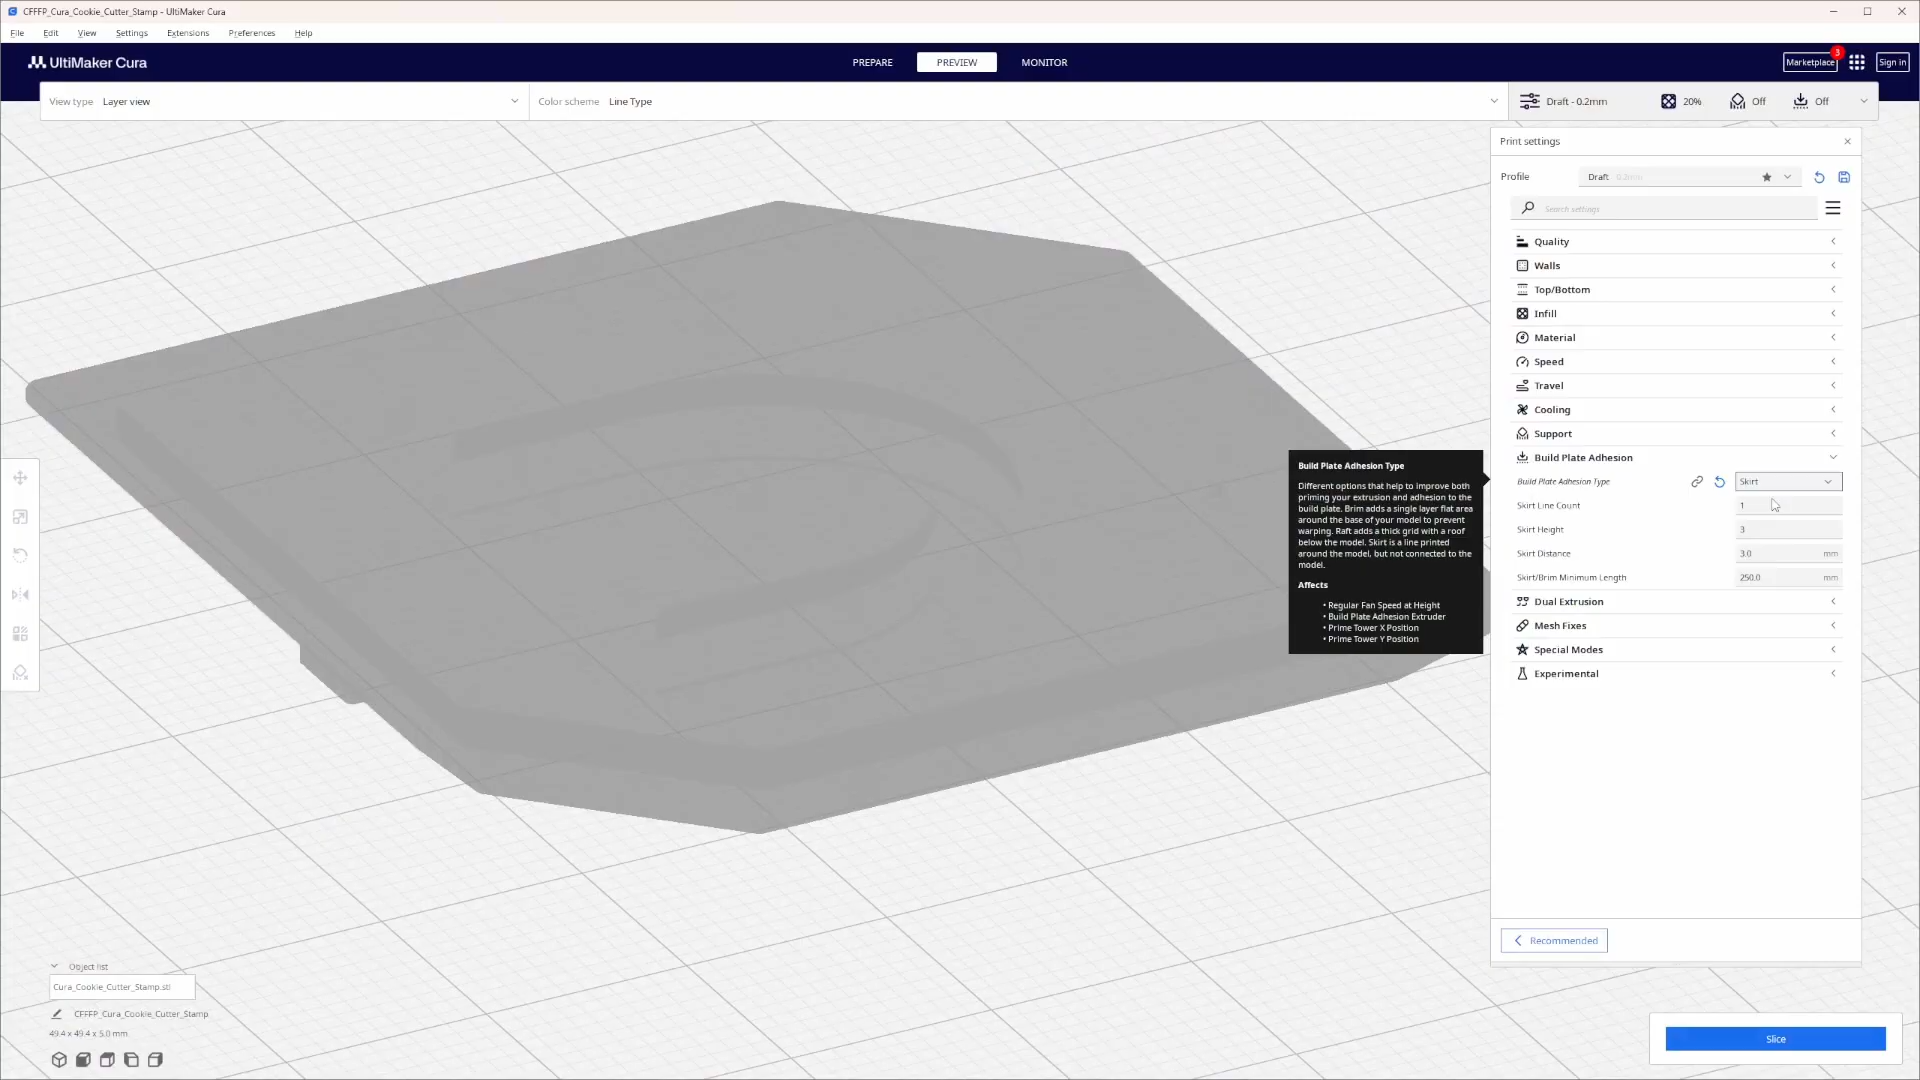 CFFFP_Cura_Cookie_Cutter_Stamp - UltiMaker Cura
File Edit View Settings Extensions Preferences Help
UltiMaker Cura
PREPARE PREVIEW MONITOR
Marketplace 3 Sign in
View type Layer view
Color scheme Line Type
Draft - 0.2mm 20% Off Off
Print settings
Profile Draft 0.2mm
Search settings
Quality
Walls
Top/Bottom
Infill
Material
Speed
Travel
Cooling
Support
Build Plate Adhesion
Build Plate Adhesion Type Skirt
Skirt Line Count 1
Skirt Height 3
Skirt Distance 3.0 mm
Skirt/Brim Minimum Length 250.0 mm
Dual Extrusion
Mesh Fixes
Special Modes
Experimental
Recommended
Build Plate Adhesion Type
Different options that help to improve both
priming your extrusion and adhesion to the
build plate. Brim adds a single layer flat area
around the base of your model to prevent
warping. Raft adds a thick grid with a roof
below the model. Skirt is a line printed
around the model, but not connected to the
model.
Affects
• Regular Fan Speed at Height
• Build Plate Adhesion Extruder
• Prime Tower X Position
• Prime Tower Y Position
Object list
Cura_Cookie_Cutter_Stamp.stl
CFFFP_Cura_Cookie_Cutter_Stamp
49.4 x 49.4 x 5.0 mm
Slice